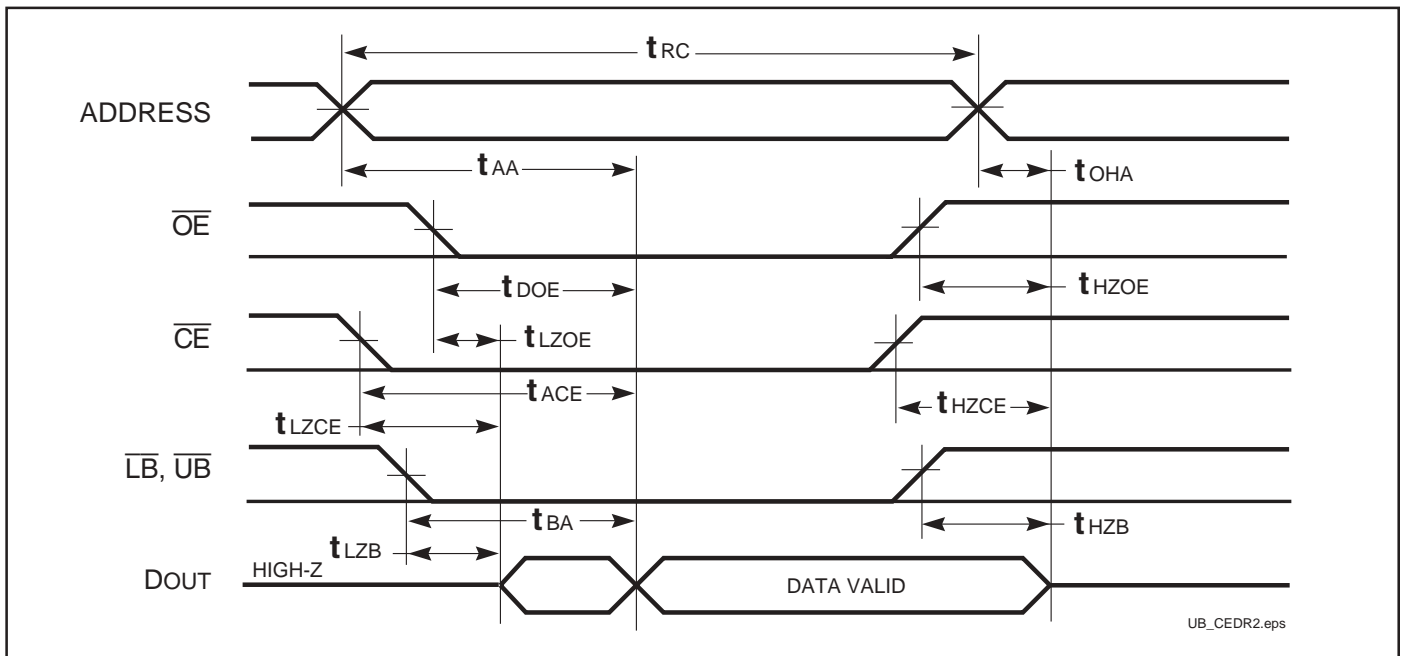 tRC
ADDRESS
tAA
tOHA
OE
tDOE
tHZOE
CE
tLZOE
tACE
tHZCE
tLZCE
LB, UB
tBA
tHZB
tLZB
DOUT
HIGH-Z
DATA VALID
UB_CEDR2.eps